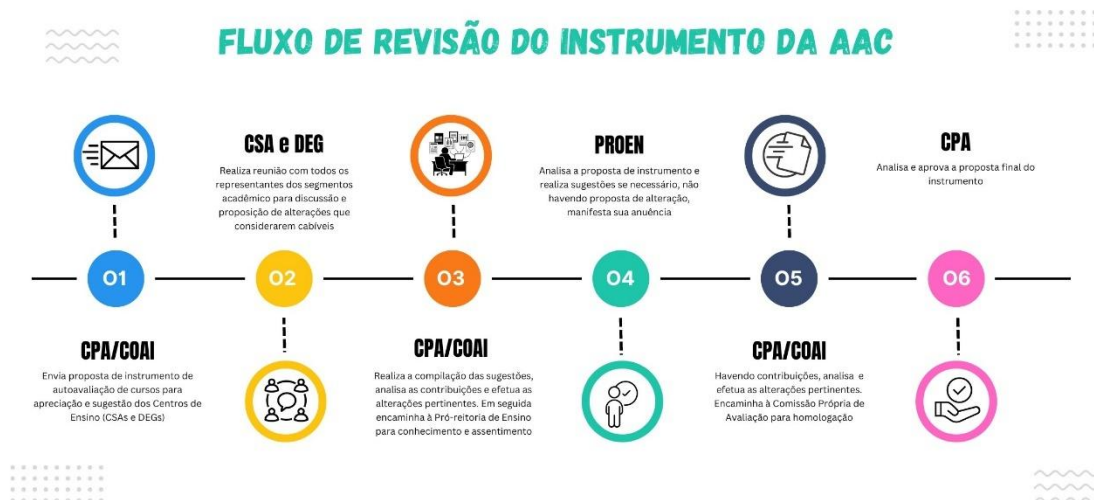 FLUXO DE REVISÃO DO INSTRUMENTO DA AAC
01
CPA/COAI
Envia proposta de instrumento de
autoavaliação de cursos para
apreciação e sugestão dos Centros de
Ensino (CSAs e DEGs)
CSA e DEG
Realiza reunião com todos os
representantes dos segmentos
acadêmico para discussão e
proposição de alterações que
considerarem cabíveis
02
03
CPA/COAI
Realiza a compilação das sugestões,
analisa as contribuições e efetua as
alterações pertinentes. Em seguida
encaminha à Pró-reitoria de Ensino
para conhecimento e assentimento
PROEN
Analisa a proposta de instrumento e
realiza sugestões se necessário, não
havendo proposta de alteração,
manifesta sua anuência
04
05
CPA/COAI
Havendo contribuições, analisa e
efetua as alterações pertinentes.
Encaminha à Comissão Própria de
Avaliação para homologação
CPA
Analisa e aprova a proposta final do
instrumento
06